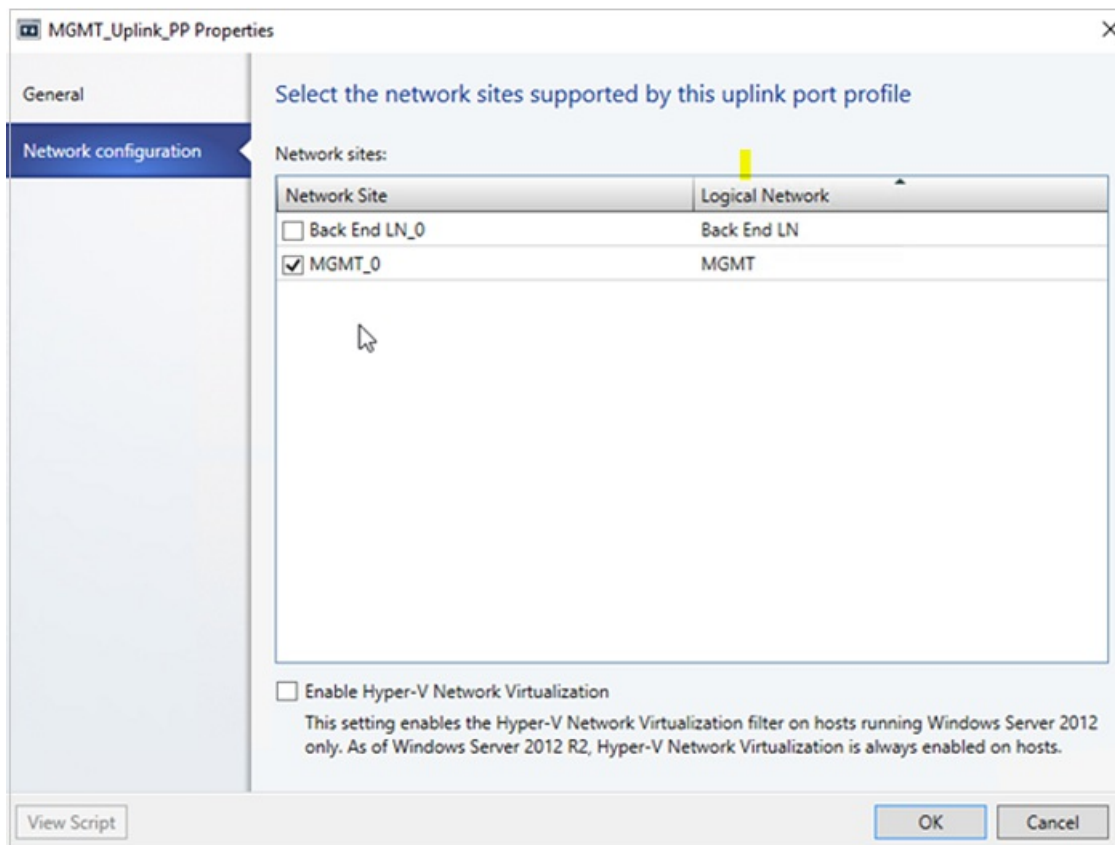 MGMT_Uplink_PP Properties
General
Network configuration
Select the network sites supported by this uplink port profile
Network sites:
Network Site Logical Network
Back End LN_0 Back End LN
MGMT_0 MGMT
Enable Hyper-V Network Virtualization
This setting enables the Hyper-V Network Virtualization filter on hosts running Windows Server 2012
only. As of Windows Server 2012 R2, Hyper-V Network Virtualization is always enabled on hosts.
View Script OK Cancel